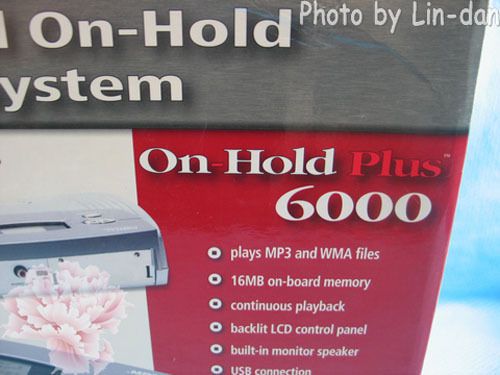 Photo by Lin-dan
On-Hold
ystem
On-Hold Plus™
6000
plays MP3 and WMA files
16MB on-board memory
continuous playback
backlit LCD control panel
built-in monitor speaker
USB connection